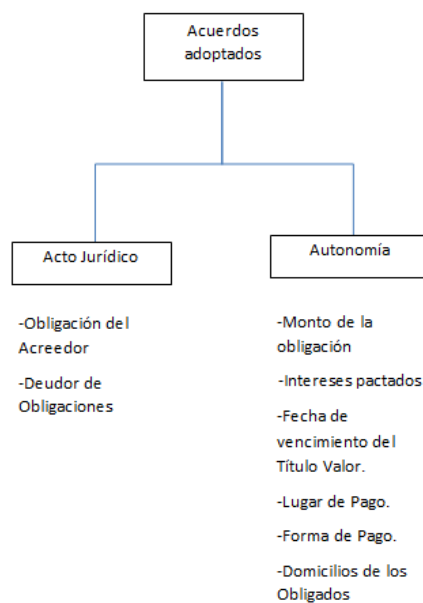 Acuerdos
adoptados
Acto Jurídico
-Obligación del
Acreedor
-Deudor de
Obligaciones
Autonomía
-Monto de la
obligación
-Intereses pactados
-Fecha de
vencimiento del
Título Valor.
-Lugar de Pago.
-Forma de Pago.
-Domicilios de los
Obligados